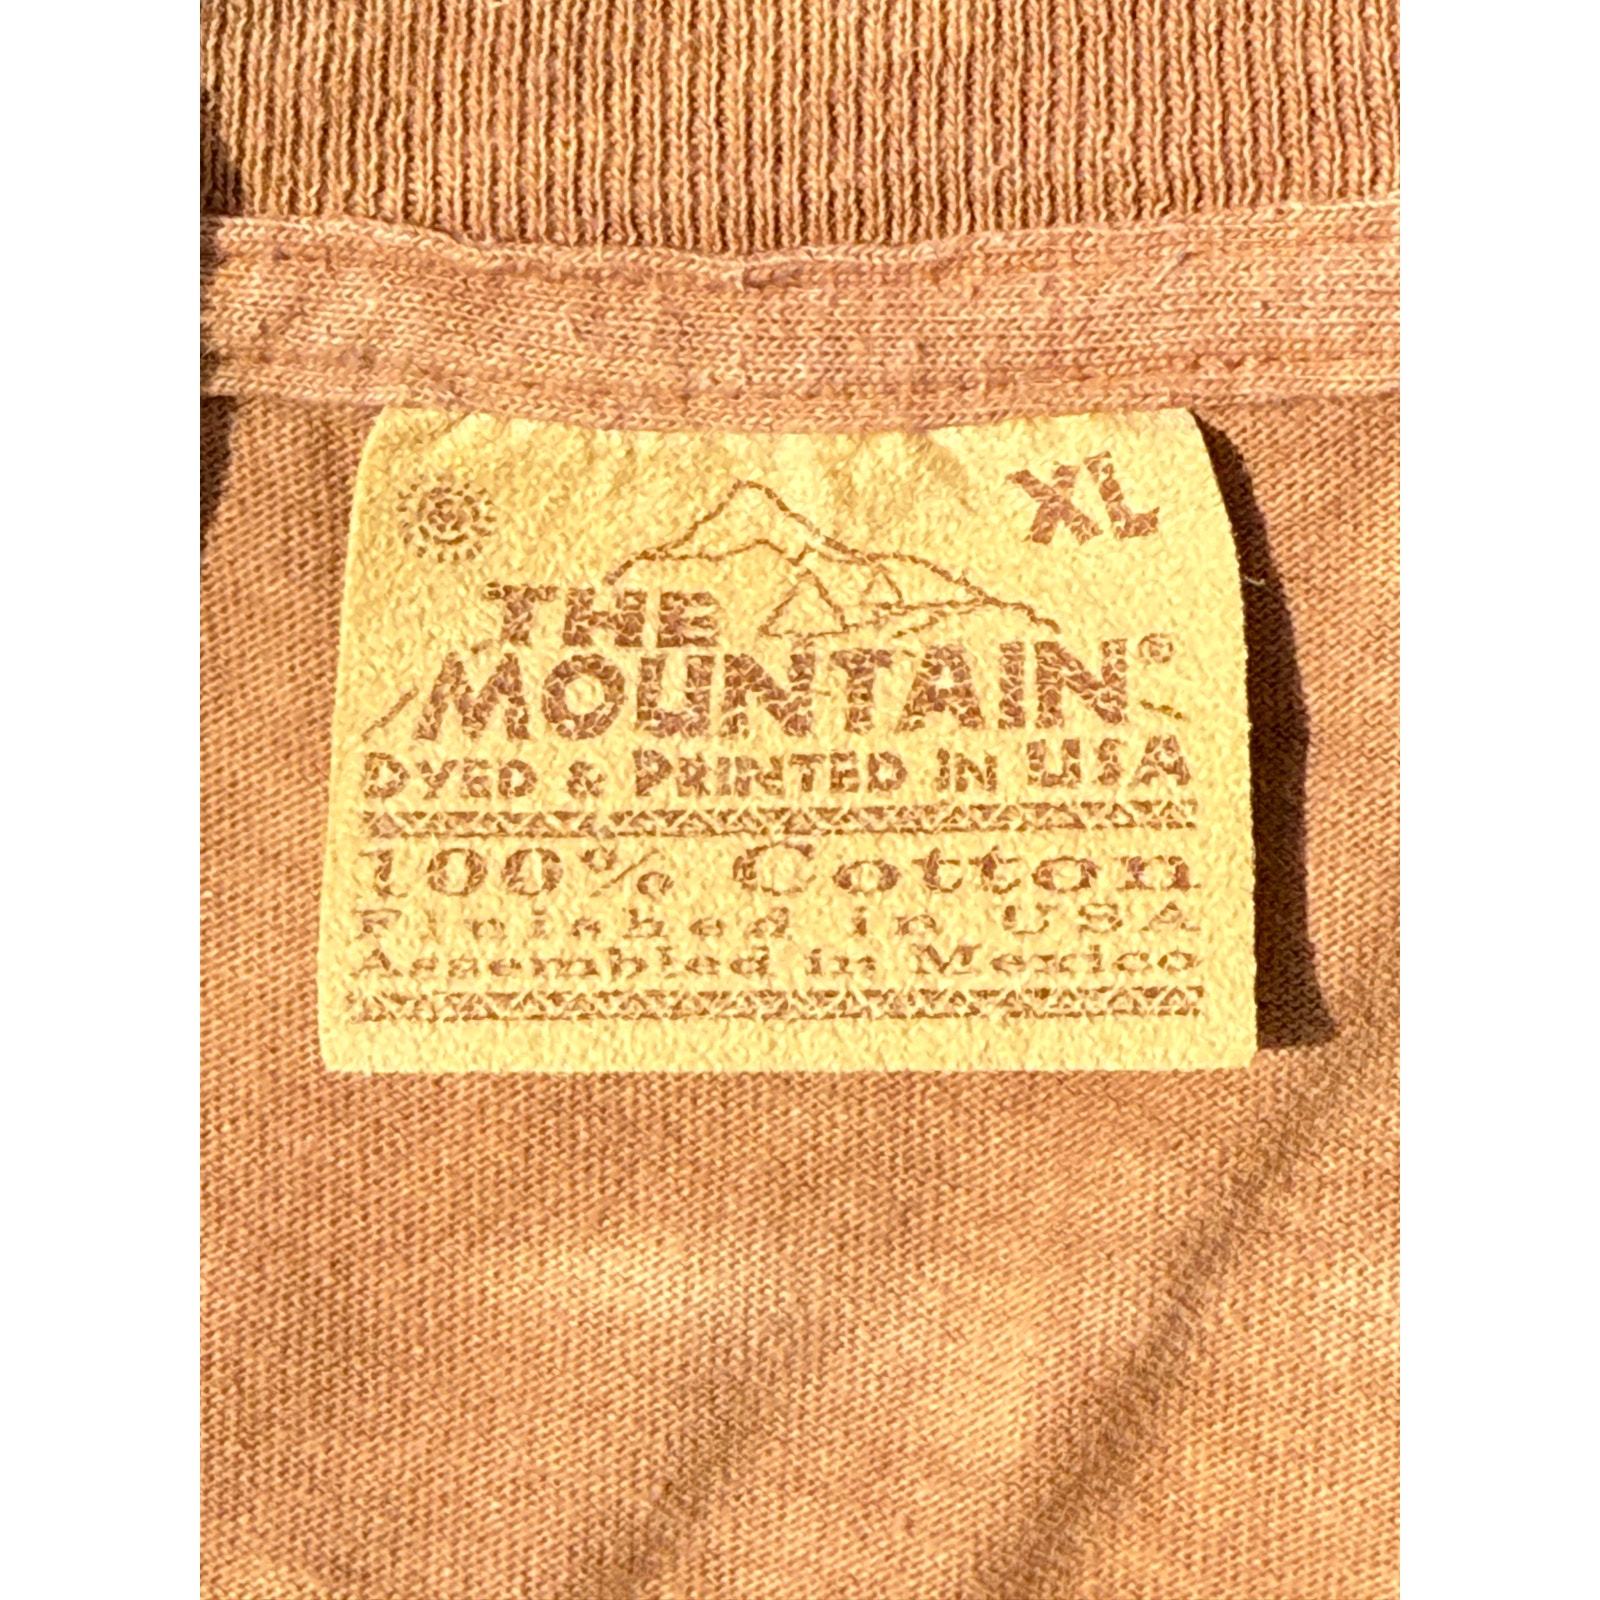 XL
THE
MOUNTAIN®
DYED & PRINTED IN USA
100% Cotton
Finished in USA
Assembled in Mexico